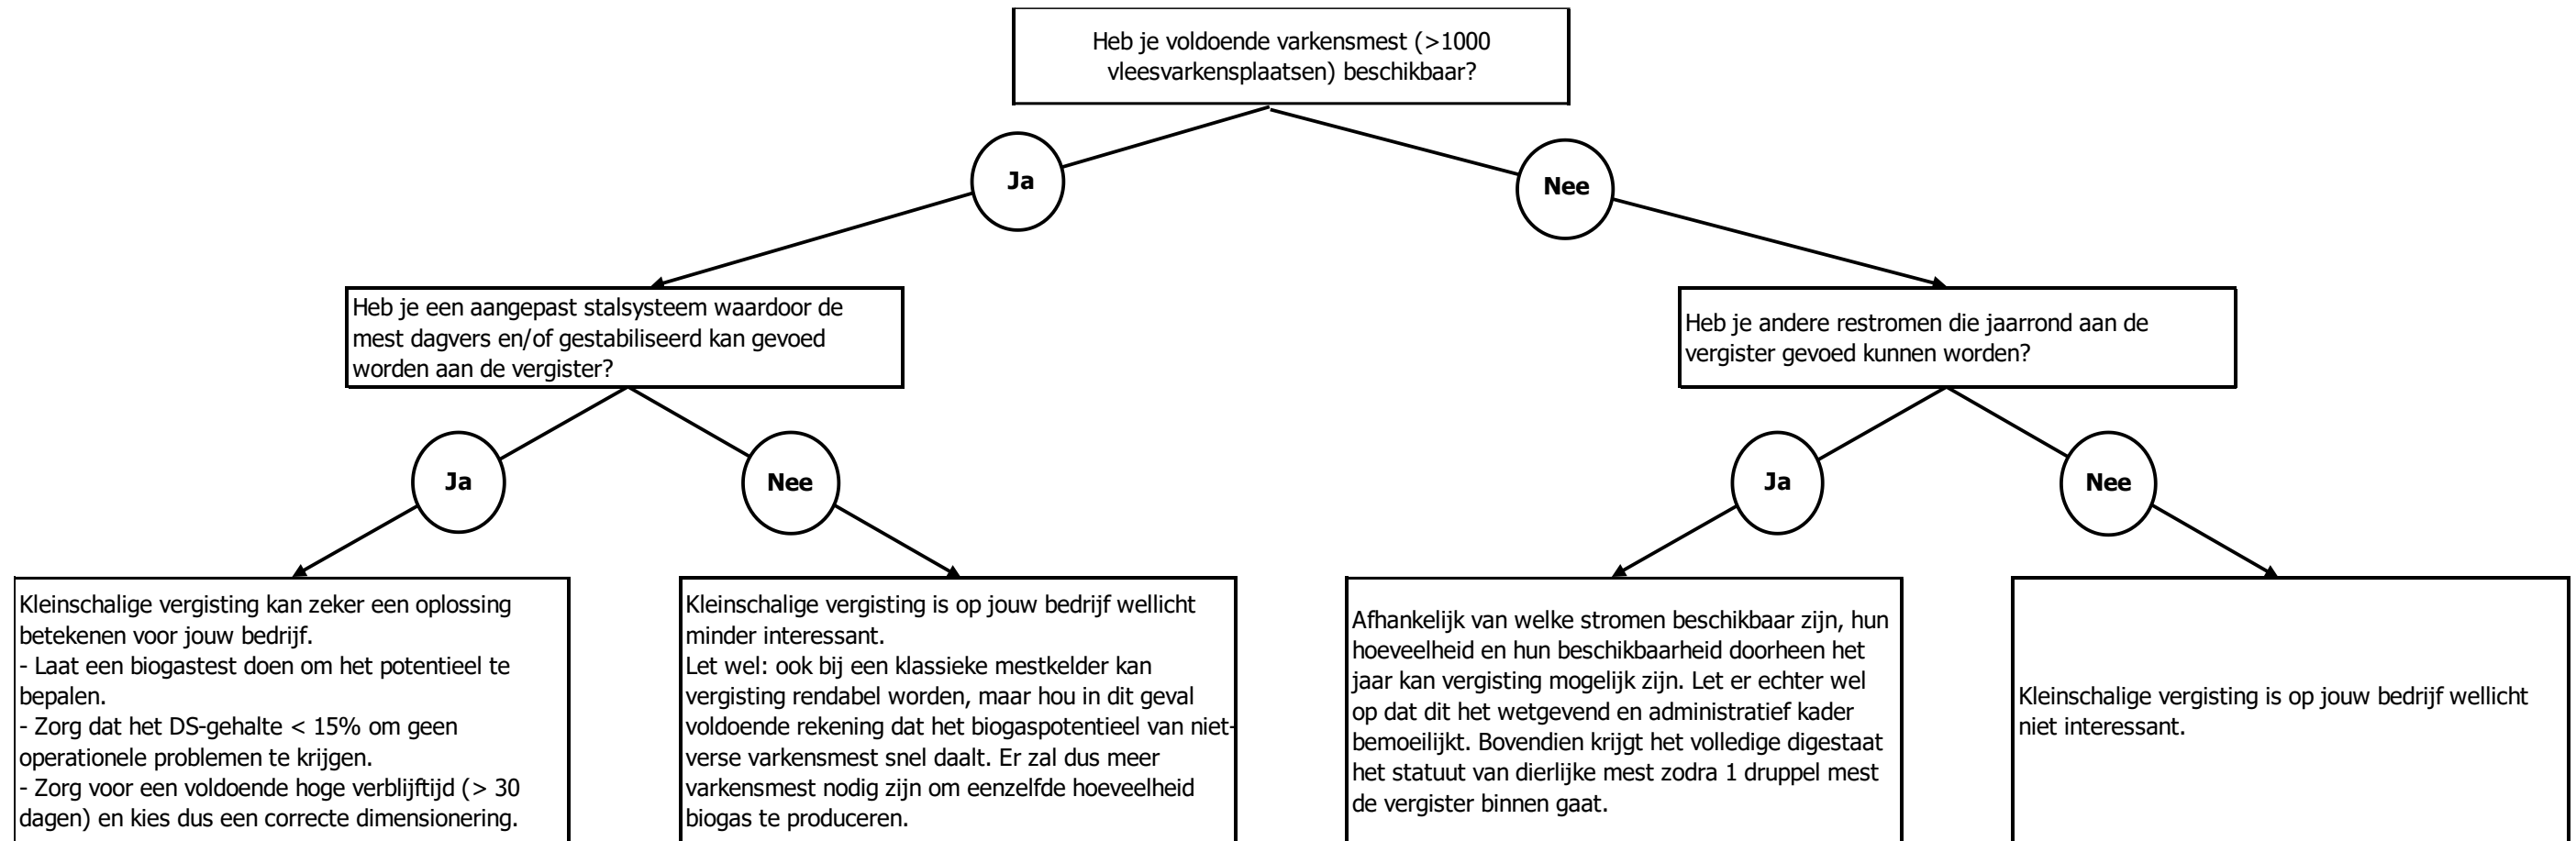 Heb je voldoende varkensmest (>1000
vleesvarkensplaatsen) beschikbaar?
Ja
Nee
Heb je een aangepast stalsysteem waardoor de
mest dagvers en/of gestabiliseerd kan gevoed
worden aan de vergister?
Heb je andere restromen die jaarrond aan de
vergister gevoed kunnen worden?
Ja
Nee
Ja
Nee
Kleinschalige vergisting kan zeker een oplossing
betekenen voor jouw bedrijf.
- Laat een biogastest doen om het potentieel te
bepalen.
- Zorg dat het DS-gehalte < 15% om geen
operationele problemen te krijgen.
- Zorg voor een voldoende hoge verblijftijd (> 30
dagen) en kies dus een correcte dimensionering.
Kleinschalige vergisting is op jouw bedrijf wellicht
minder interessant.
Let wel: ook bij een klassieke mestkelder kan
vergisting rendabel worden, maar hou in dit geval
voldoende rekening dat het biogaspotentieel van niet-
verse varkensmest snel daalt. Er zal dus meer
varkensmest nodig zijn om eenzelfde hoeveelheid
biogas te produceren.
Afhankelijk van welke stromen beschikbaar zijn, hun
hoeveelheid en hun beschikbaarheid doorheen het
jaar kan vergisting mogelijk zijn. Let er echter wel
op dat dit het wetgevend en administratief kader
bemoeilijkt. Bovendien krijgt het volledige digestaat
het statuut van dierlijke mest zodra 1 druppel mest
de vergister binnen gaat.
Kleinschalige vergisting is op jouw bedrijf wellicht
niet interessant.